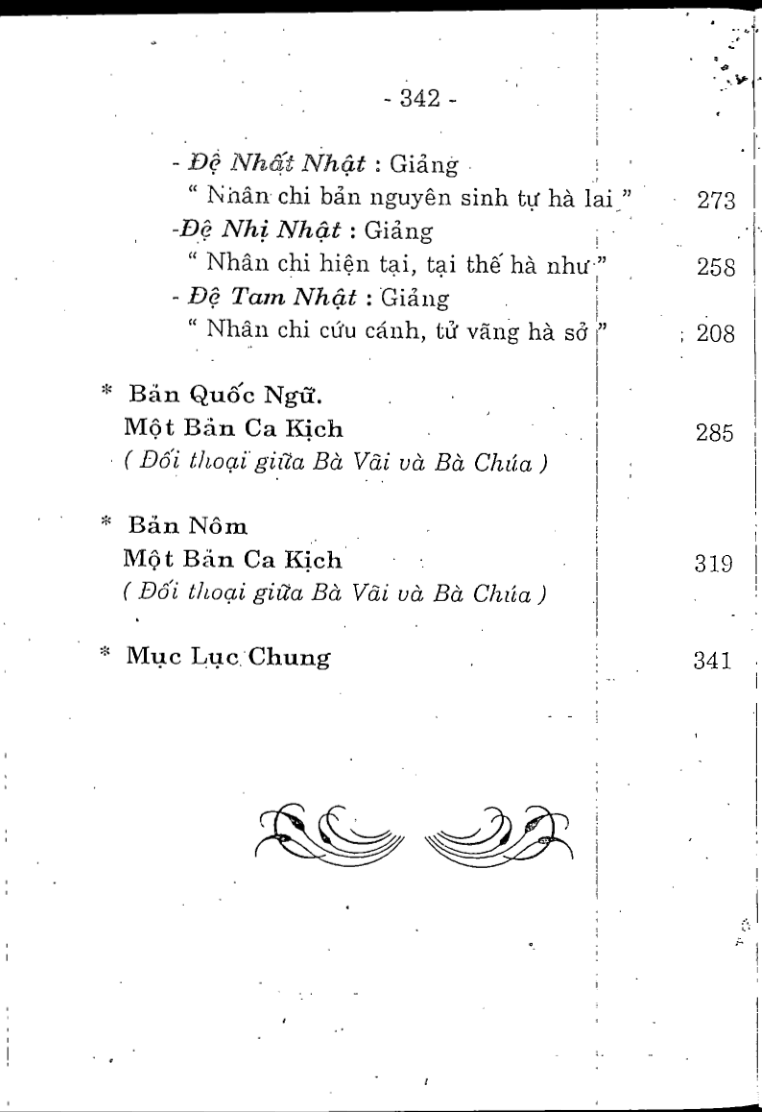 - 342 -
- Đệ Nhất Nhật : Giảng
“ Nhân chi bản nguyên sinh tự hà lai ” 273
-Đệ Nhị Nhật : Giảng
“ Nhân chi hiện tại, tại thế hà như ” 258
- Đệ Tam Nhật : Giảng
“ Nhân chi cứu cánh, tử vãng hà sở ” 208
* Bản Quốc Ngữ.
Một Bản Ca Kịch 285
( Đối thoại giữa Bà Vãi và Bà Chúa )
* Bản Nôm
Một Bản Ca Kịch 319
( Đối thoại giữa Bà Vãi và Bà Chúa )
* Mục Lục Chung 341